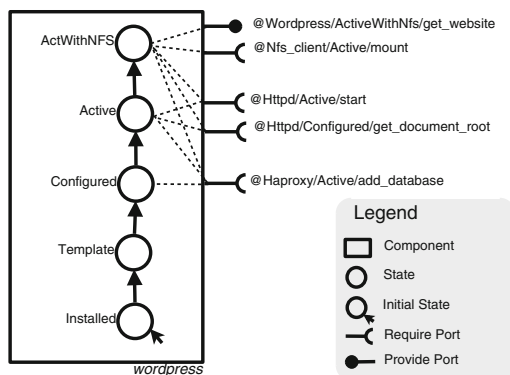 ActWithNFS
Active
Configured
Template
Installed
wordpress
@Wordpress/ActiveWithNfs/get_website
@Nfs_client/Active/mount
@Httpd/Active/start
@Httpd/Configured/get_document_root
@Haproxy/Active/add_database
Legend
Component
State
Initial State
Require Port
Provide Port